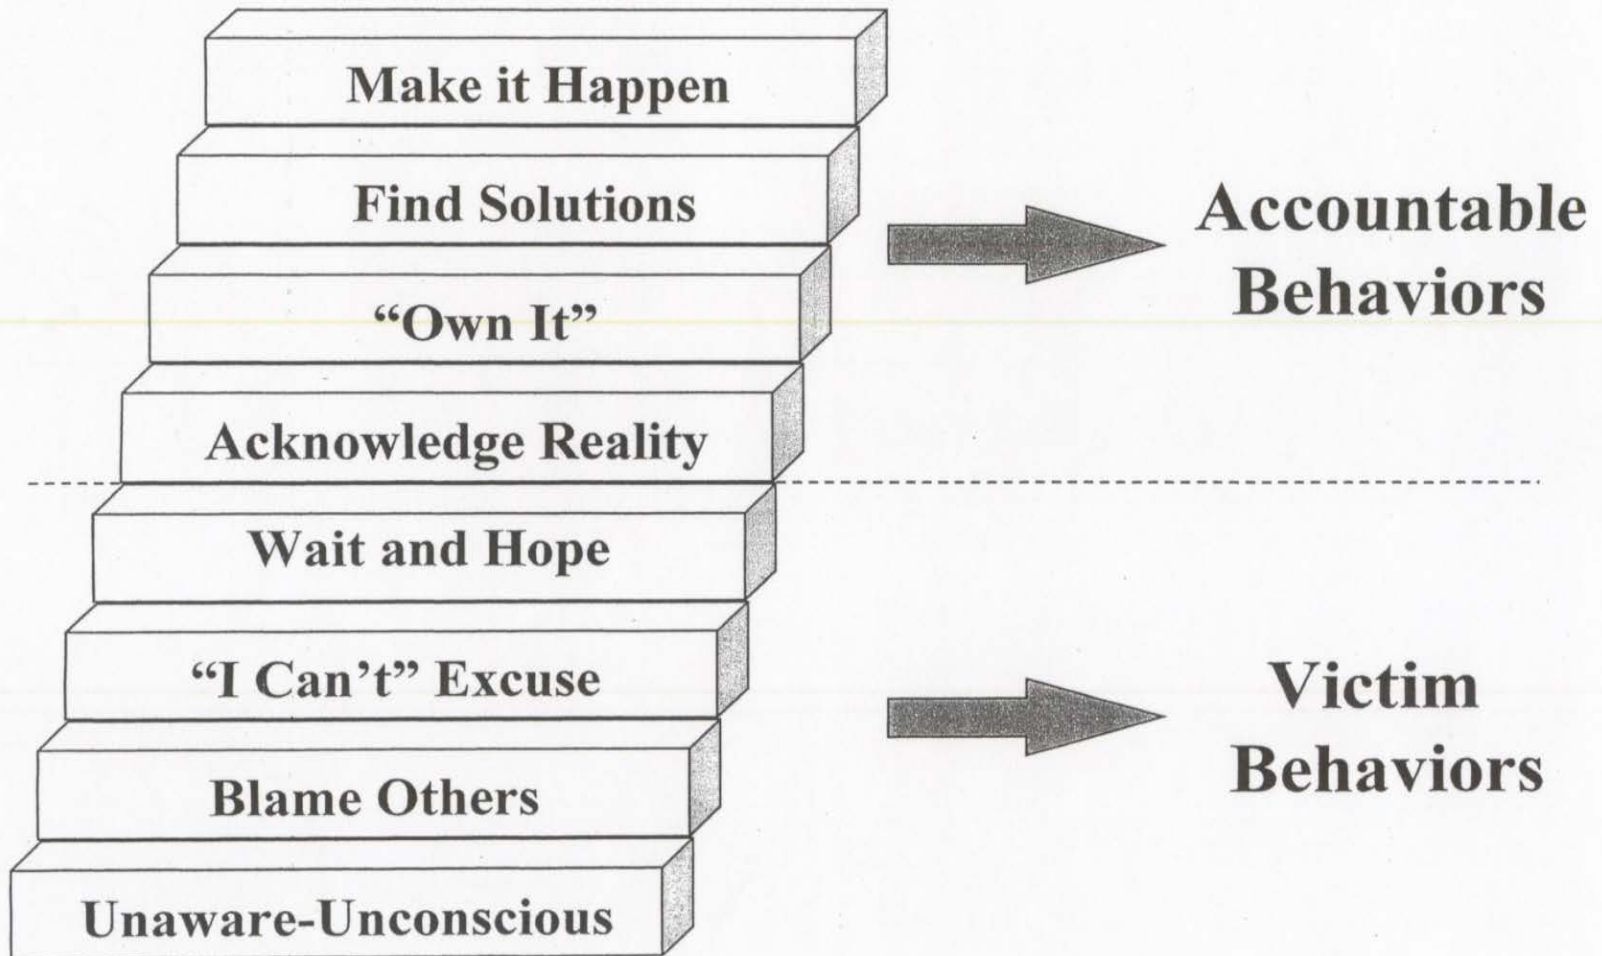 Make it Happen
Find Solutions
“Own It”
Acknowledge Reality
Wait and Hope
“I Can’t” Excuse
Blame Others
Unaware-Unconscious
Accountable
Behaviors
Victim
Behaviors